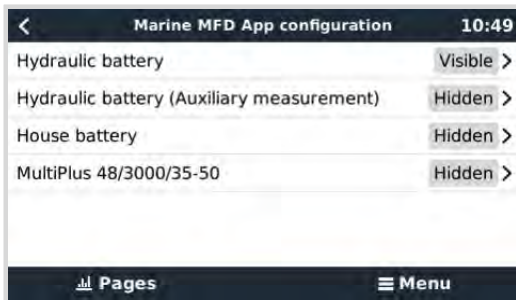 Marine MFD App configuration 10:49
Hydraulic battery Visible
Hydraulic battery (Auxiliary measurement) Hidden
House battery Hidden
MultiPlus 48/3000/35-50 Hidden
Pages Menu